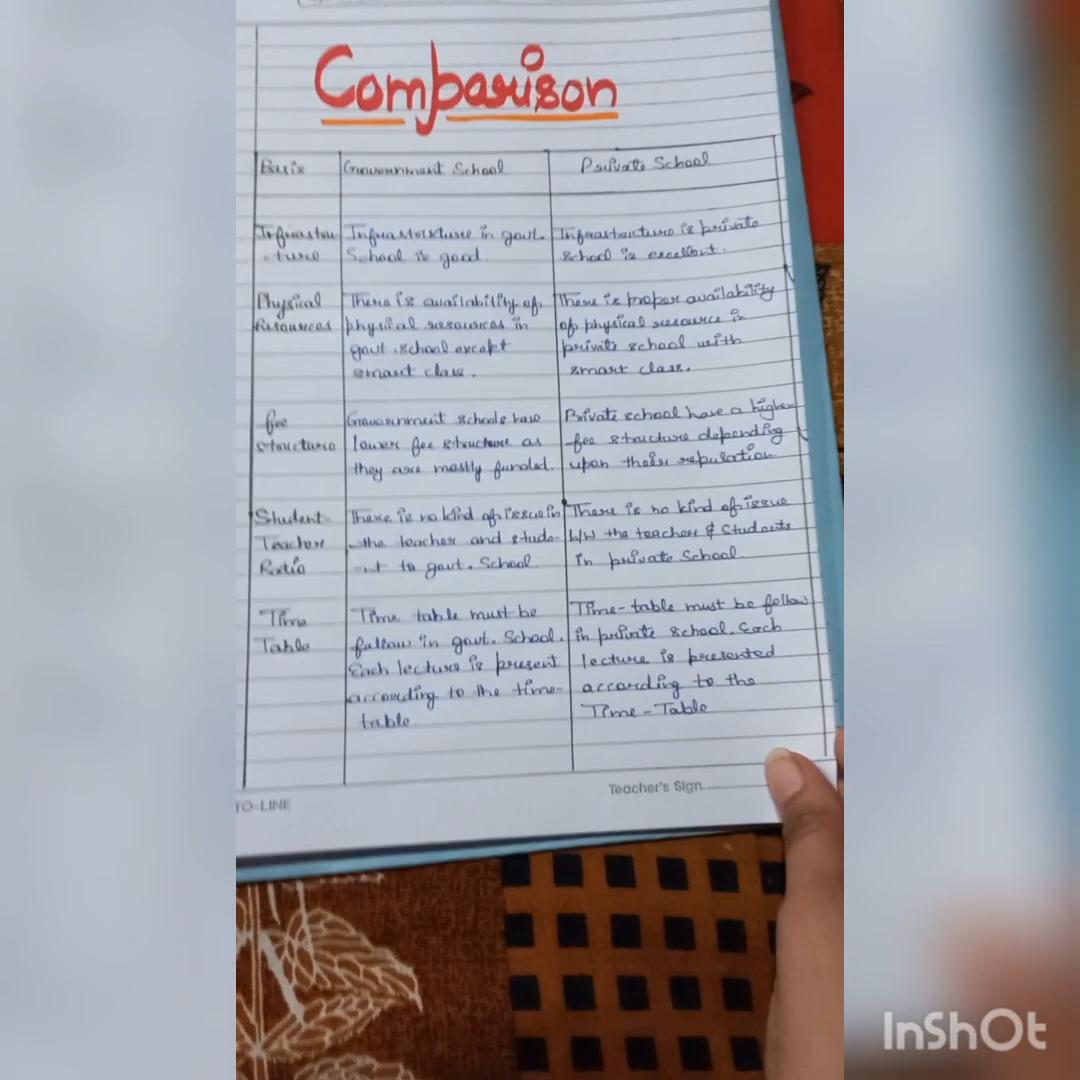 Comparison
Basis Government School Private School
Infrastruc Infrastructure in govt. Infrastructure is private
-ture School is good. school is excellent.
Physical There is availability of There is proper availability
Resources physical resources in of physical resource in
govt. school except private school with
smart class. smart class.
fee Government schools have Private school have a higher
structure lower fee structure as fee structure depending
they are mostly funded. upon their reputation
Student There is no kind of issue in There is no kind of issue
Teacher the teacher and stude- b/w the teacher & Students
Ratio -nt to govt. School. in private School.
Time Time table must be Time-table must be follow
Table follow in govt. School. in private school. Each
Each lecture is present lecture is presented
according to the time- according to the
table. Time-Table
Teacher's Sign.
TO-LINE
InShOt